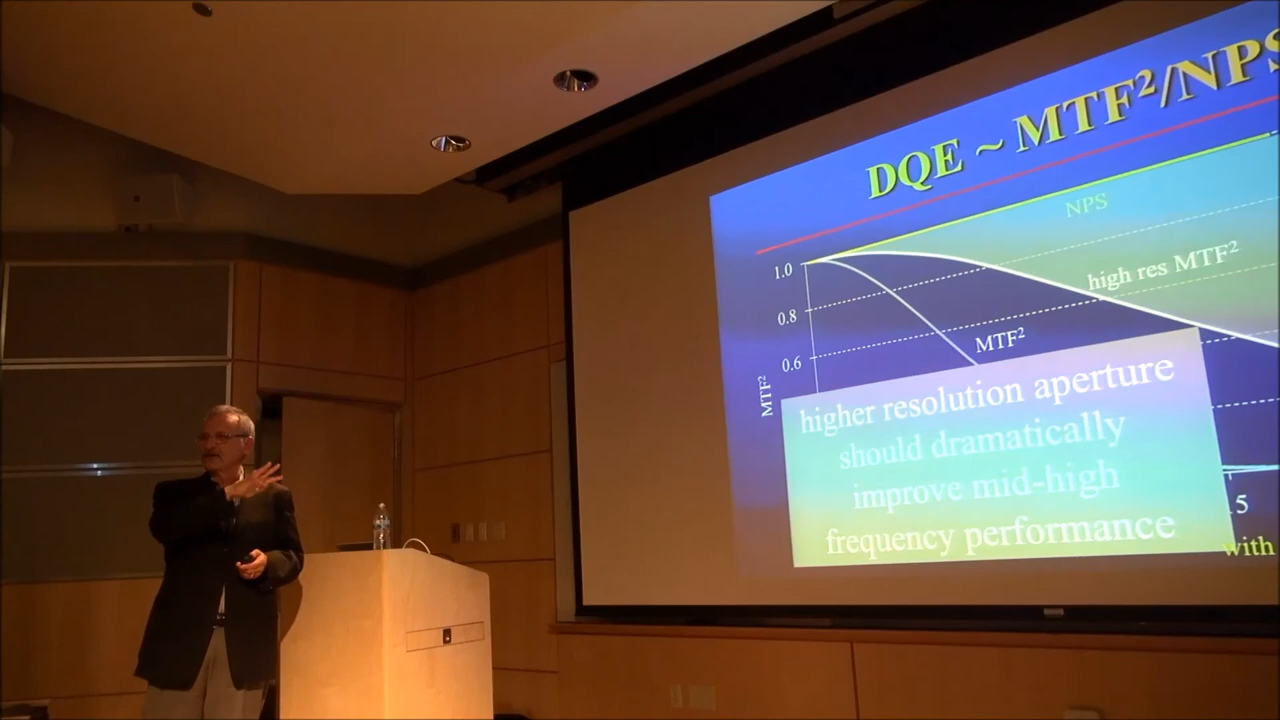 DQE ~ MTF²/NPS
NPS
1.0
high res MTF²
0.8
MTF²
0.6
MTF²
higher resolution aperture
should dramatically
improve mid-high
frequency performance
.5
with